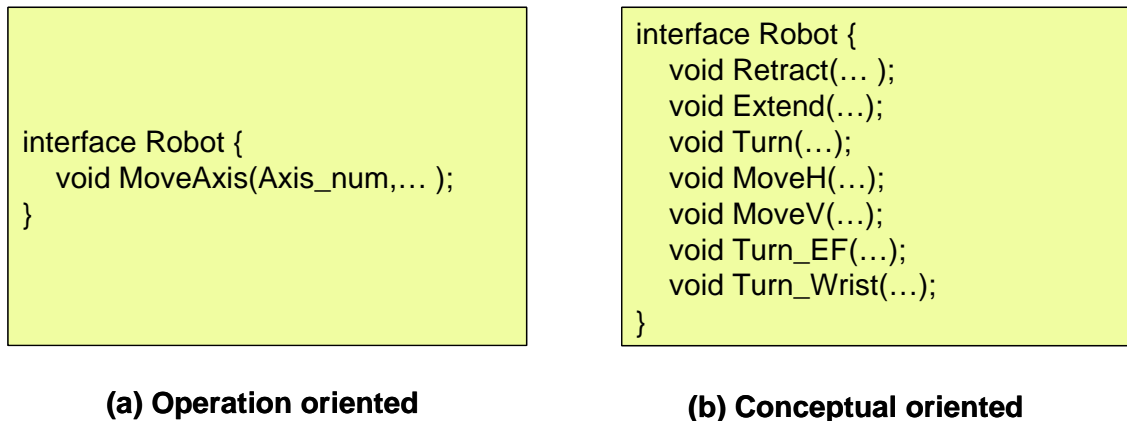 interface Robot {
void MoveAxis(Axis_num,… );
}
(a) Operation oriented
interface Robot {
void Retract(… );
void Extend(…);
void Turn(…);
void MoveH(…);
void MoveV(…);
void Turn_EF(…);
void Turn_Wrist(…);
}
(b) Conceptual oriented